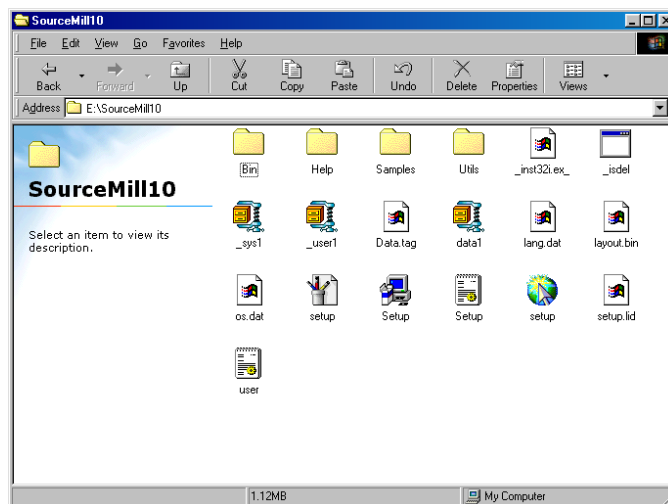 SourceMill10
File Edit View Go Favorites Help
Back Forward Up Cut Copy Paste Undo Delete Properties Views
Address E:\SourceMill10
SourceMill10
Select an item to view its
description.
Bin Help Samples Utils _inst32i.ex_ _isdel
_sys1 _user1 Data.tag data1 lang.dat layout.bin
os.dat setup Setup Setup setup setup.lid
user
1.12MB My Computer